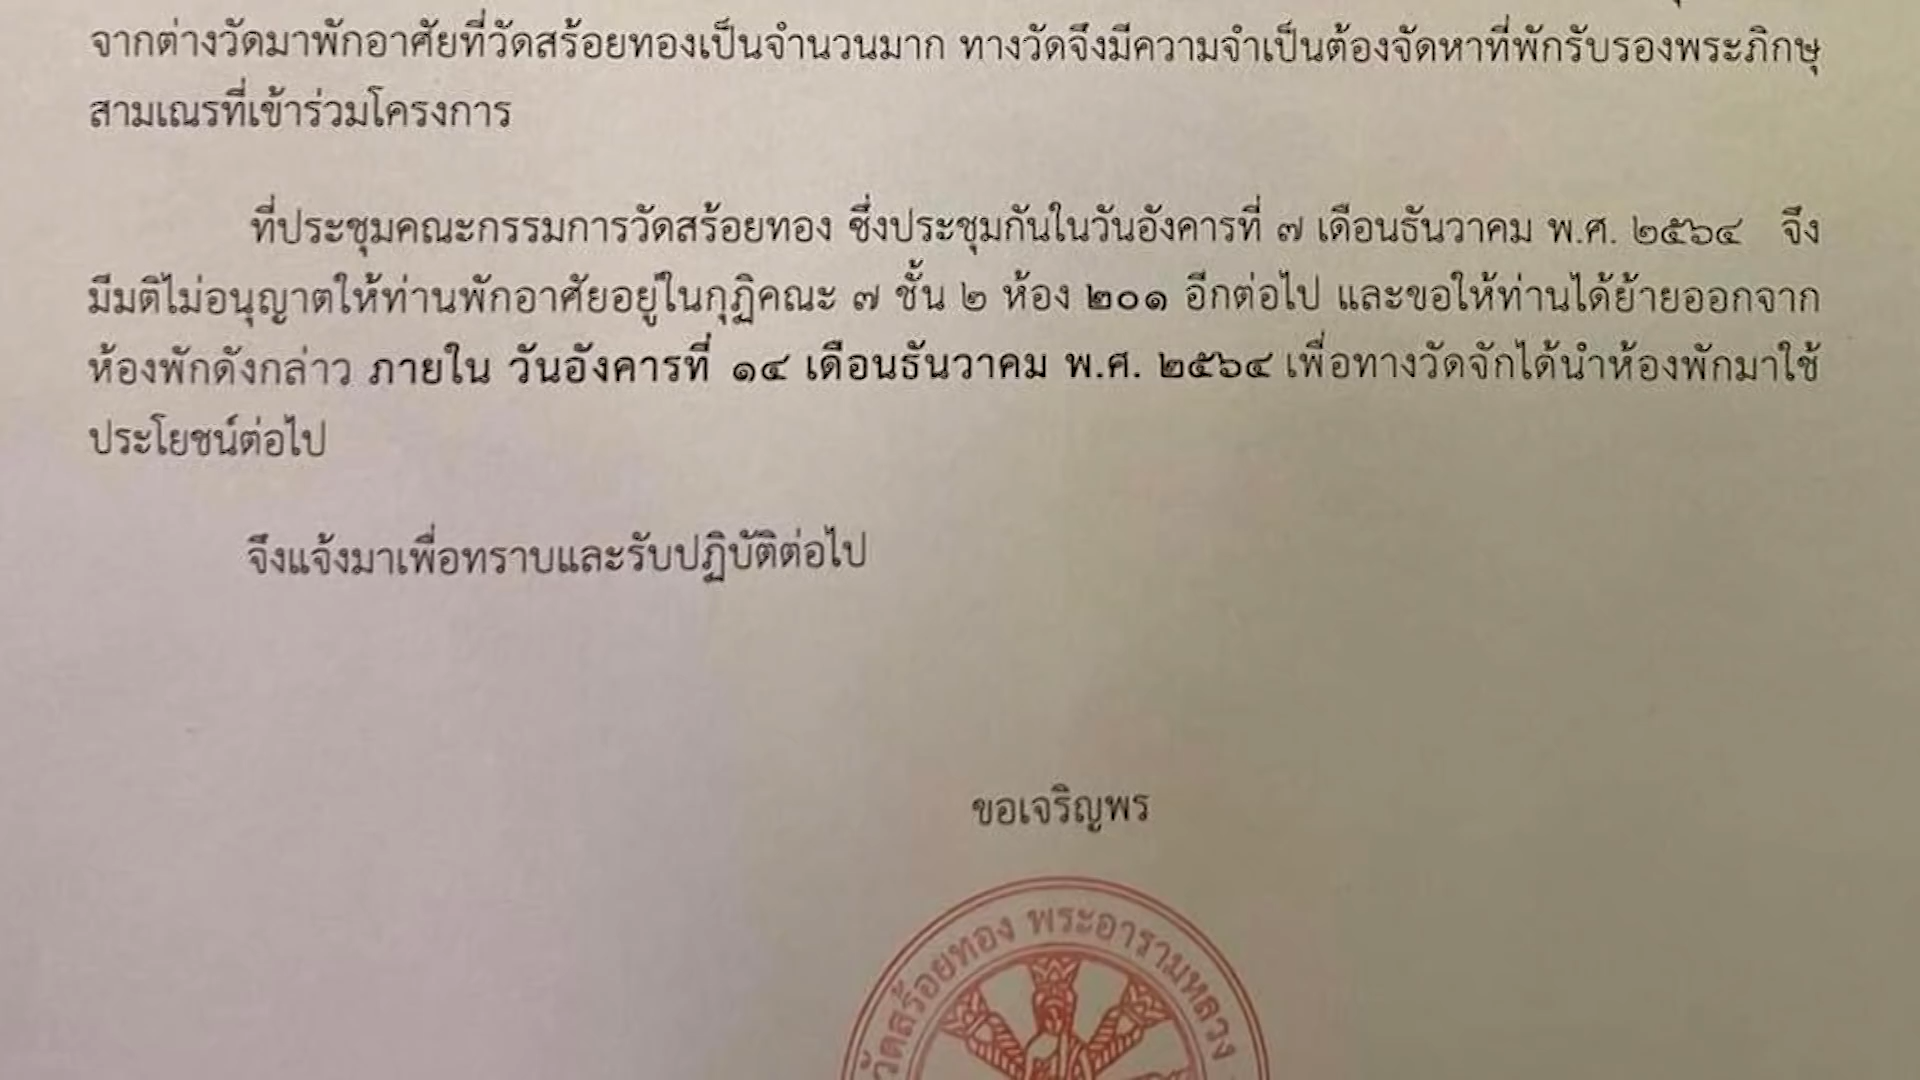 จากต่างวัดมาพักอาศัยที่วัดสร้อยทองเป็นจำนวนมาก ทางวัดจึงมีความจำเป็นต้องจัดหาที่พักรับรองพระภิกษุ
สามเณรที่เข้าร่วมโครงการ
ที่ประชุมคณะกรรมการวัดสร้อยทอง ซึ่งประชุมกันในวันอังคารที่ ๗ เดือนธันวาคม พ.ศ. ๒๕๖๔ จึง
มีมติไม่อนุญาตให้ท่านพักอาศัยอยู่ในกุฏิคณะ ๗ ชั้น ๒ ห้อง ๒๐๑ อีกต่อไป และขอให้ท่านได้ย้ายออกจาก
ห้องพักดังกล่าว ภายใน วันอังคารที่ ๑๔ เดือนธันวาคม พ.ศ. ๒๕๖๔ เพื่อทางวัดจักได้นำห้องพักมาใช้
ประโยชน์ต่อไป
จึงแจ้งมาเพื่อทราบและรับปฏิบัติต่อไป
ขอเจริญพร
วัดสร้อยทอง พระอารามหลวง